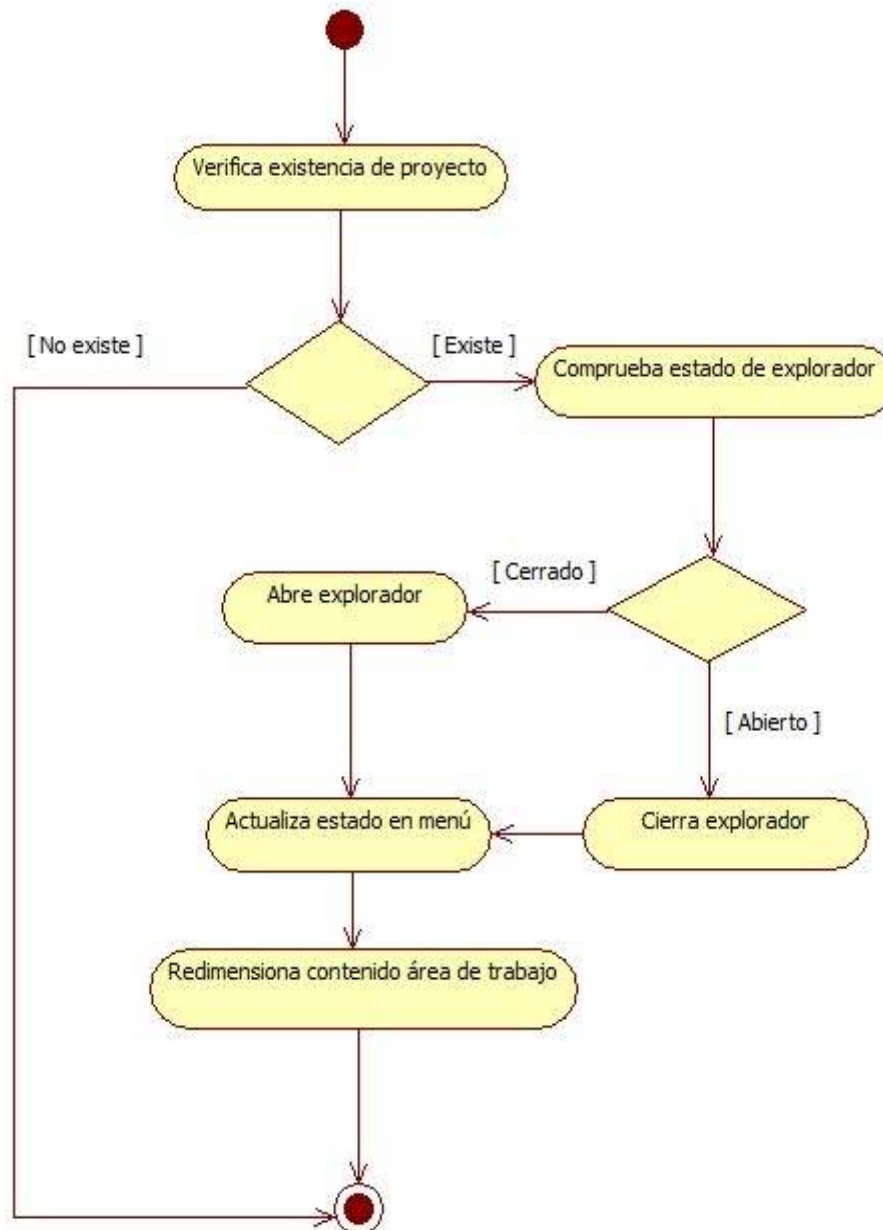 Verifica existencia de proyecto
[ No existe ]
[ Existe ]
Comprueba estado de explorador
[ Cerrado ]
Abre explorador
[ Abierto ]
Actualiza estado en menú
Cierra explorador
Redimensiona contenido área de trabajo